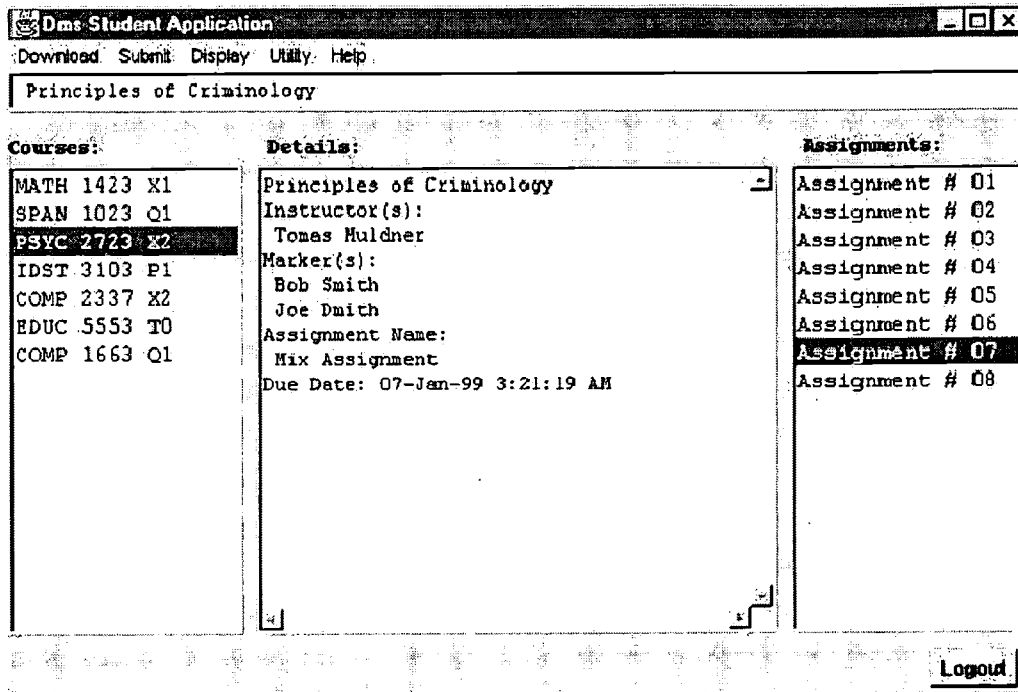 Dms Student Application
Download Submit Display Utility Help
Principles of Criminology
Courses:
MATH 1423 X1
SPAN 1023 Q1
PSYC 2723 X2
IDST 3103 P1
COMP 2337 X2
EDUC 5553 T0
COMP 1663 Q1
Details:
Principles of Criminology
Instructor(s):
Tomas Muldner
Marker(s):
Bob Smith
Joe Dmith
Assignment Name:
Mix Assignment
Due Date: 07-Jan-99 3:21:19 AM
Assignments:
Assignment # 01
Assignment # 02
Assignment # 03
Assignment # 04
Assignment # 05
Assignment # 06
Assignment # 07
Assignment # 08
Logout